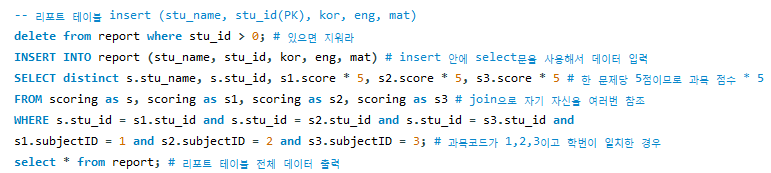 -- 리포트 테이블 insert (stu_name, stu_id(PK), kor, eng, mat)
delete from report where stu_id > 0; # 있으면 지워라
INSERT INTO report (stu_name, stu_id, kor, eng, mat) # insert 안에 select문을 사용해서 데이터 입력
SELECT distinct s.stu_name, s.stu_id, s1.score * 5, s2.score * 5, s3.score * 5 # 한 문제당 5점이므로 과목 점수 * 5
FROM scoring as s, scoring as s1, scoring as s2, scoring as s3 # join으로 자기 자신을 여러번 참조
WHERE s.stu_id = s1.stu_id and s.stu_id = s2.stu_id and s.stu_id = s3.stu_id and
s1.subjectID = 1 and s2.subjectID = 2 and s3.subjectID = 3; # 과목코드가 1,2,3이고 학번이 일치한 경우
select * from report; # 리포트 테이블 전체 데이터 출력